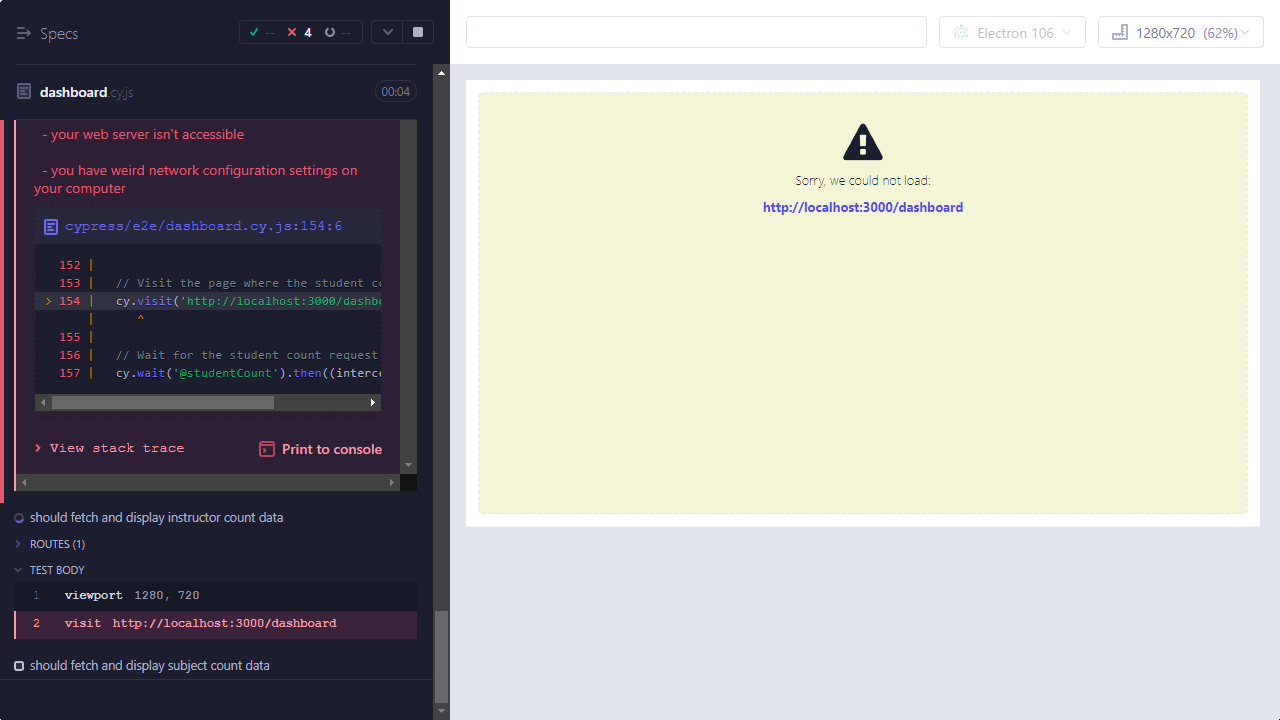 Specs
-- 4 --
Electron 106
1280x720 (62%)
dashboard.cy.js
00:04
- your web server isn't accessible
- you have weird network configuration settings on
your computer
cypress/e2e/dashboard.cy.js:154:6
152 |
153 | // Visit the page where the student co
> 154 | cy.visit('http://localhost:3000/dashbo
| ^
155 |
156 | // Wait for the student count request
157 | cy.wait('@studentCount').then((interce
View stack trace
Print to console
should fetch and display instructor count data
ROUTES (1)
TEST BODY
1 viewport 1280, 720
2 visit http://localhost:3000/dashboard
should fetch and display subject count data
Sorry, we could not load:
http://localhost:3000/dashboard